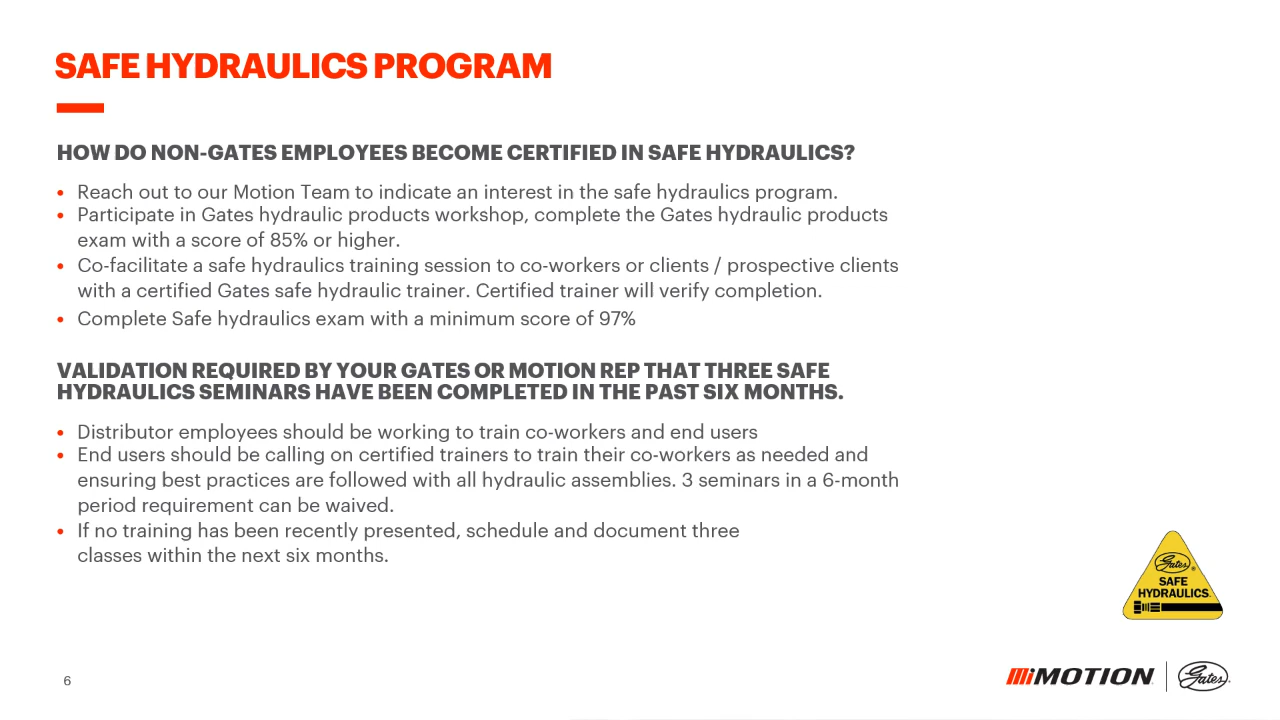 SAFE HYDRAULICS PROGRAM
HOW DO NON-GATES EMPLOYEES BECOME CERTIFIED IN SAFE HYDRAULICS?
• Reach out to our Motion Team to indicate an interest in the safe hydraulics program.
• Participate in Gates hydraulic products workshop, complete the Gates hydraulic products
exam with a score of 85% or higher.
• Co-facilitate a safe hydraulics training session to co-workers or clients / prospective clients
with a certified Gates safe hydraulic trainer. Certified trainer will verify completion.
• Complete Safe hydraulics exam with a minimum score of 97%
VALIDATION REQUIRED BY YOUR GATES OR MOTION REP THAT THREE SAFE
HYDRAULICS SEMINARS HAVE BEEN COMPLETED IN THE PAST SIX MONTHS.
• Distributor employees should be working to train co-workers and end users
• End users should be calling on certified trainers to train their co-workers as needed and
ensuring best practices are followed with all hydraulic assemblies. 3 seminars in a 6-month
period requirement can be waived.
• If no training has been recently presented, schedule and document three
classes within the next six months.
Gates®
SAFE
HYDRAULICS
6
MiMOTION
Gates